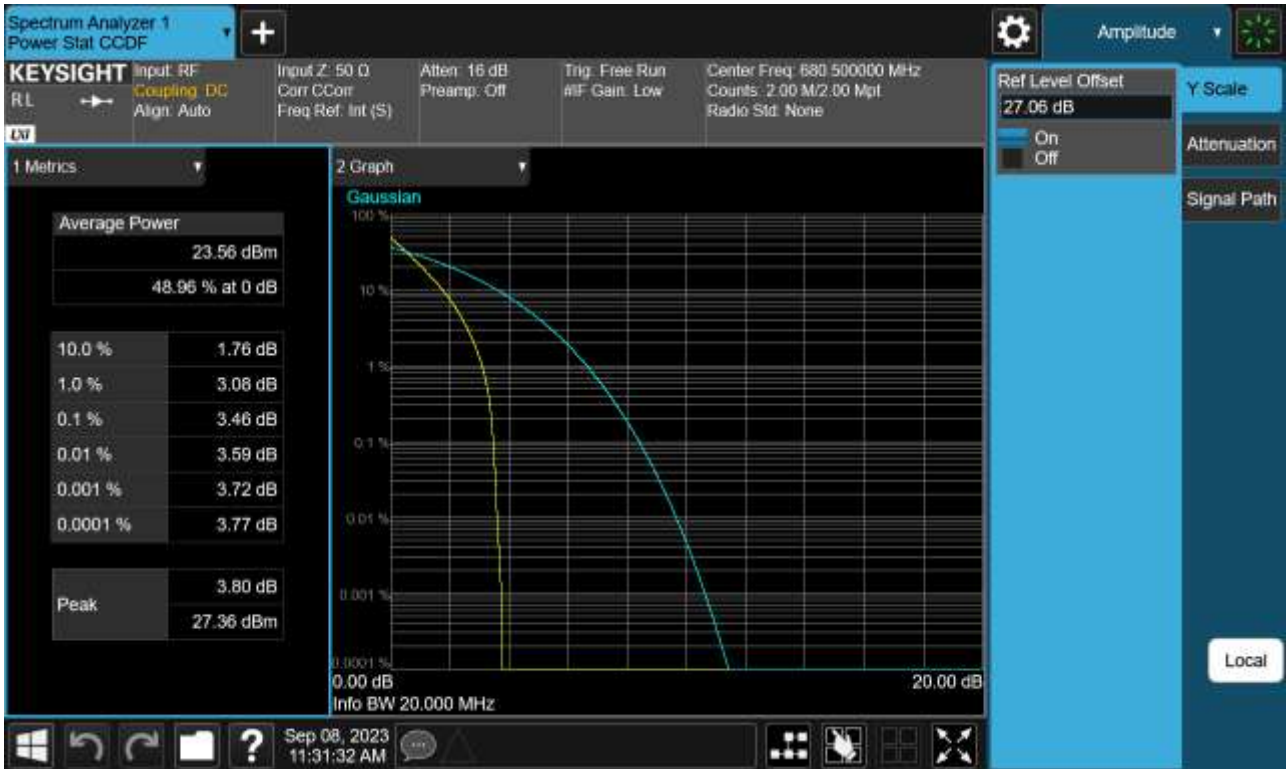 Spectrum Analyzer 1
Power Stat CCDF
+
Amplitude
KEYSIGHT
RL
LXI
Input: RF
Coupling: DC
Align: Auto
Input Z: 50 Ω
Corr CCorr
Freq Ref: Int (S)
Atten: 16 dB
Preamp: Off
Trig: Free Run
#IF Gain: Low
Center Freq: 680.500000 MHz
Counts: 2.00 M/2.00 Mpt
Radio Std: None
Ref Level Offset
27.06 dB
On
Off
Y Scale
Attenuation
Signal Path
Local
1 Metrics
Average Power
23.56 dBm
48.96 % at 0 dB
10.0 % 1.76 dB
1.0 % 3.08 dB
0.1 % 3.46 dB
0.01 % 3.59 dB
0.001 % 3.72 dB
0.0001 % 3.77 dB
Peak 3.80 dB
27.36 dBm
2 Graph
Gaussian
100 %
10 %
1 %
0.1 %
0.01 %
0.001 %
0.0001 %
0.00 dB 20.00 dB
Info BW 20.000 MHz
?
Sep 08, 2023
11:31:32 AM